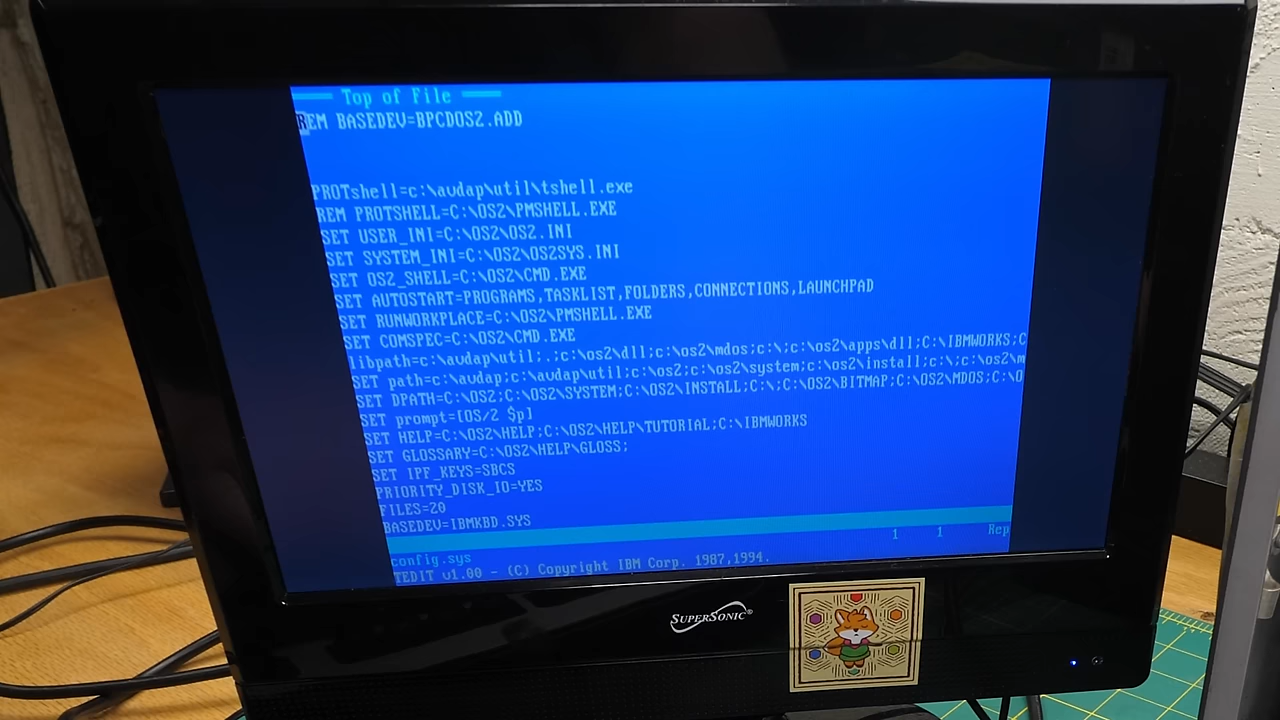 Top of File
REM BASEDEV=BPCDOS2.ADD
PROTshell=c:\avdap\util\tshell.exe
REM PROTSHELL=C:\OS2\PMSHELL.EXE
SET USER_INI=C:\OS2\OS2.INI
SET SYSTEM_INI=C:\OS2\OS2SYS.INI
SET OS2_SHELL=C:\OS2\CMD.EXE
SET AUTOSTART=PROGRAMS,TASKLIST,FOLDERS,CONNECTIONS,LAUNCHPAD
SET RUNWORKPLACE=C:\OS2\PMSHELL.EXE
SET COMSPEC=C:\OS2\CMD.EXE
libpath=c:\avdap\util;.;c:\os2\dll;c:\os2\mdos;c:\;c:\os2\apps\dll;C:\IBMWORKS;C
SET path=c:\avdap;c:\avdap\util;c:\os2;c:\os2\system;c:\os2\install;c:\;c:\os2\m
SET DPATH=C:\OS2;C:\OS2\SYSTEM;C:\OS2\INSTALL;C:\;C:\OS2\BITMAP;C:\OS2\MDOS;C:\O
SET prompt=[OS/2 $p]
SET HELP=C:\OS2\HELP;C:\OS2\HELP\TUTORIAL;C:\IBMWORKS
SET GLOSSARY=C:\OS2\HELP\GLOSS;
SET IPF_KEYS=SBCS
PRIORITY_DISK_IO=YES
FILES=20
BASEDEV=IBMKBD.SYS
1 1 Rep
config.sys
TEDIT v1.00 - (C) Copyright IBM Corp. 1987,1994.
SUPERSONIC®